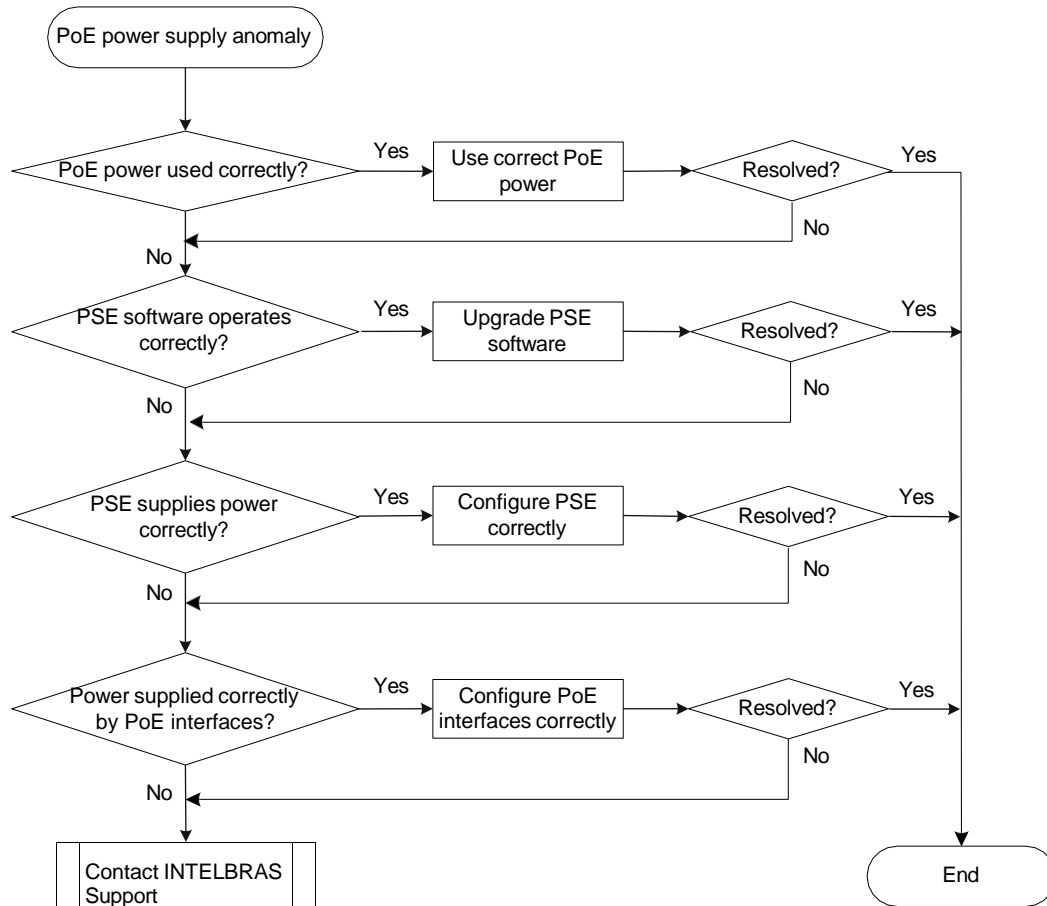 PoE power supply anomaly
PoE power used correctly?
Yes
Use correct PoE
power
Resolved?
Yes
No
No
PSE software operates
correctly?
Yes
Upgrade PSE
software
Resolved?
Yes
No
No
PSE supplies power
correctly?
Yes
Configure PSE
correctly
Resolved?
Yes
No
No
Power supplied correctly
by PoE interfaces?
Yes
Configure PoE
interfaces correctly
Resolved?
Yes
No
No
Contact INTELBRAS
Support
End